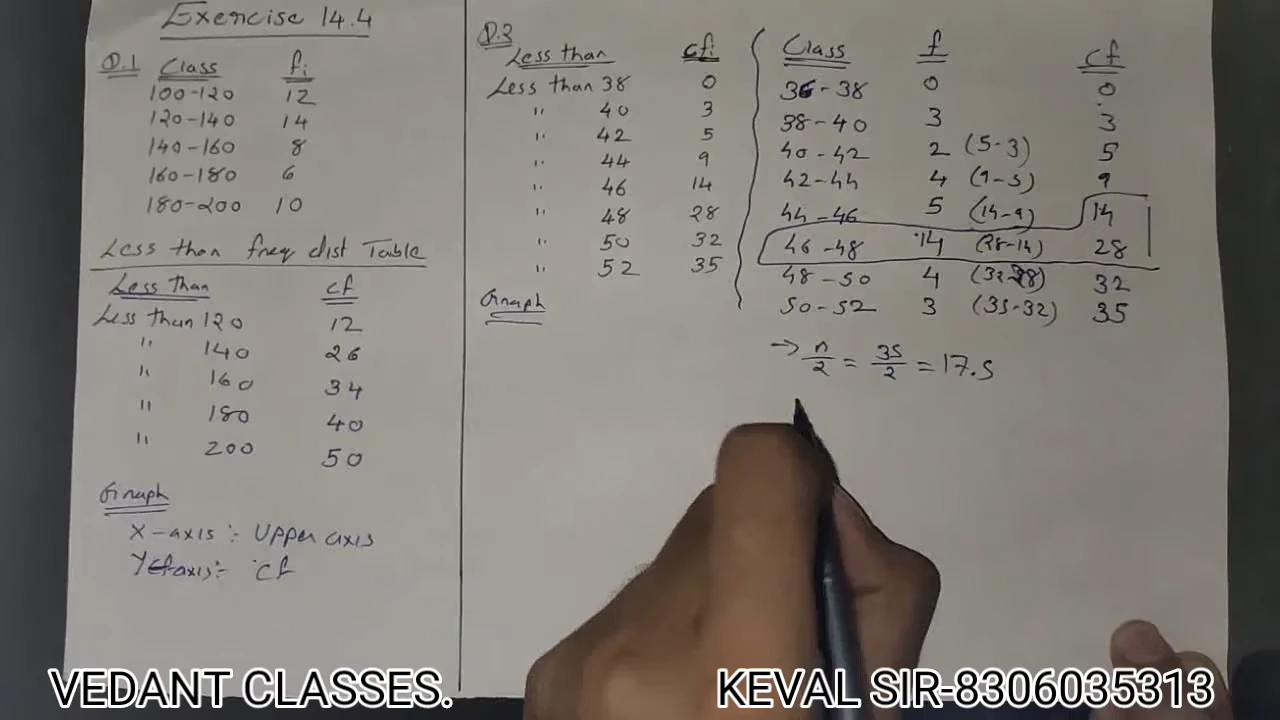 Exercise 14.4
Q.1 Class fi
100-120 12
120-140 14
140-160 8
160-180 6
180-200 10
Less than freq dist Table
Less than cf
Less than 120 12
" 140 26
" 160 34
" 180 40
" 200 50
Graph
X-axis:- Upper axis
Y-axis:- cf
Q.2 Less than cfi
Less than 38 0
" 40 3
" 42 5
" 44 9
" 46 14
" 48 28
" 50 32
" 52 35
Graph
Class f cf
36-38 0 0
38-40 3 3
40-42 2 (5-3) 5
42-44 4 (9-5) 9
44-46 5 (14-9) 14
46-48 14 (28-14) 28
48-50 4 (32-28) 32
50-52 3 (35-32) 35
→ n/2 = 35/2 = 17.5
VEDANT CLASSES. KEVAL SIR-8306035313